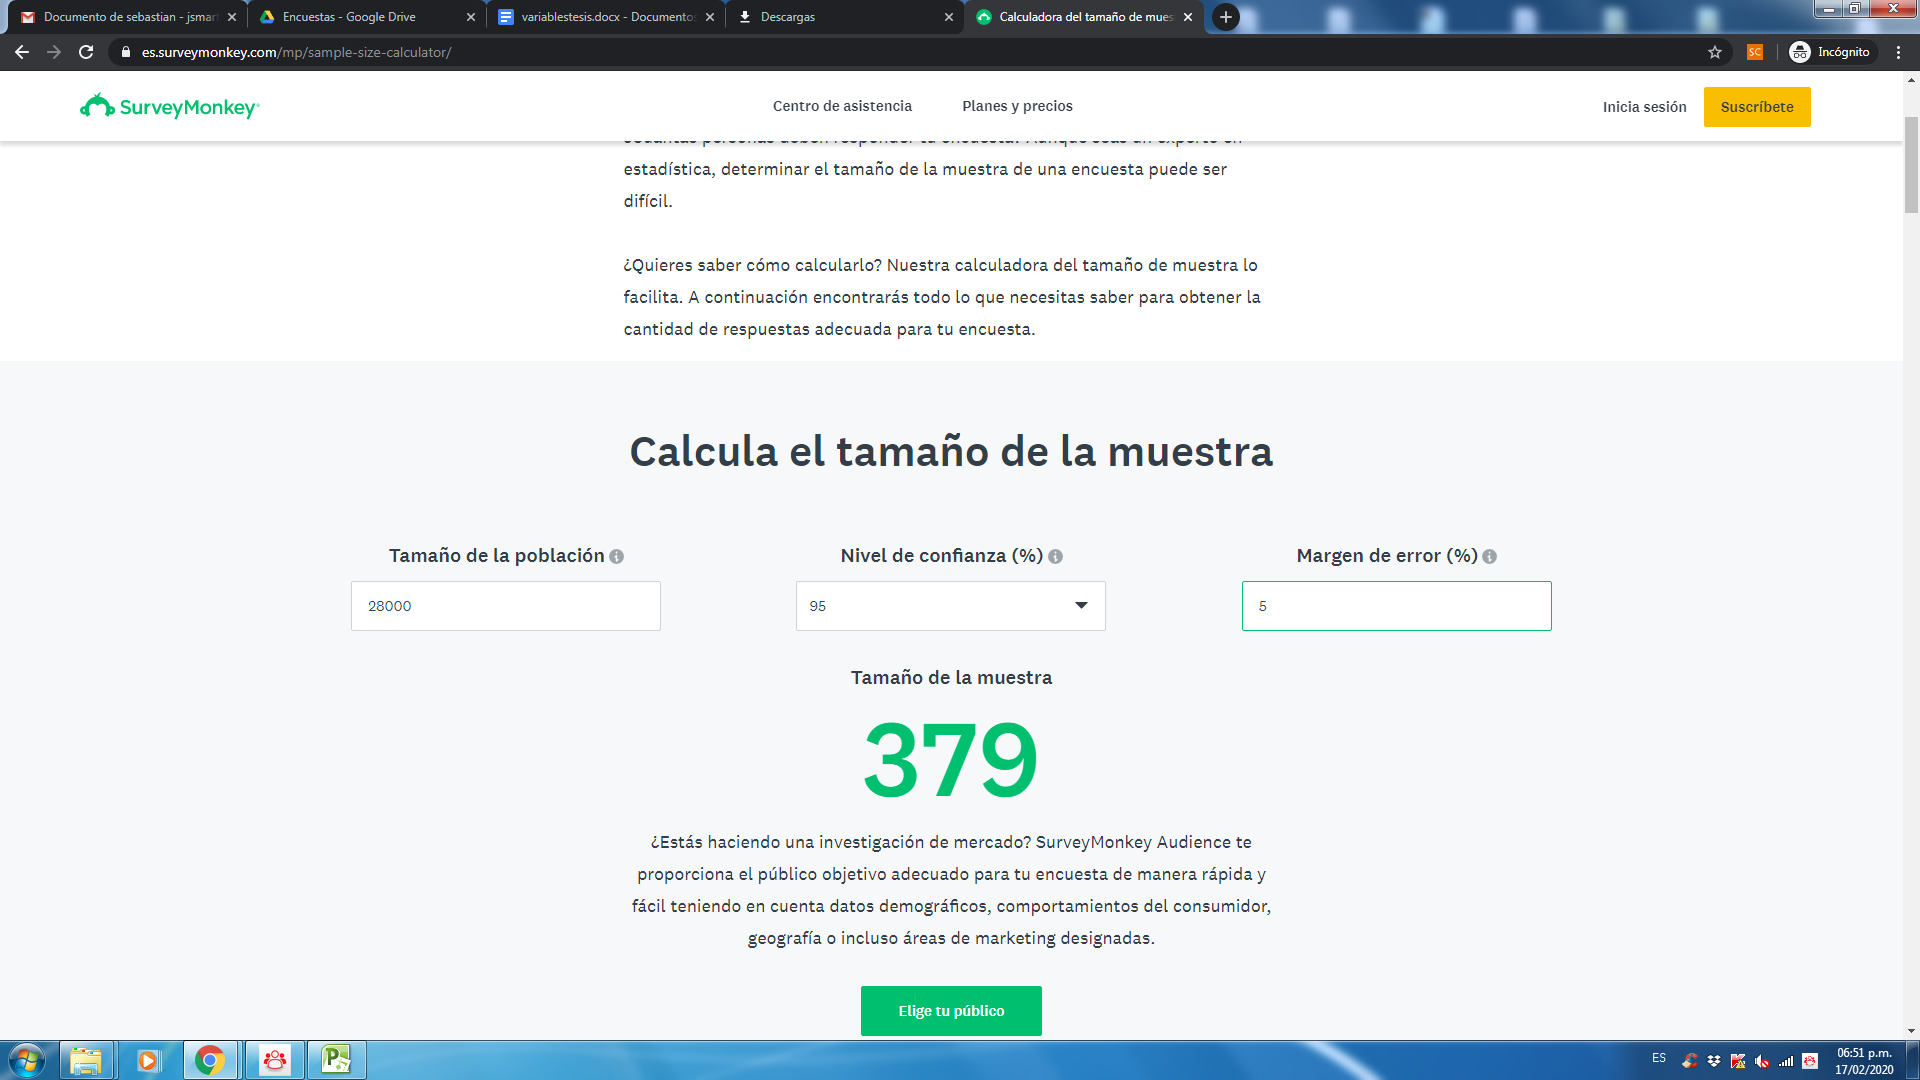 Documento de sebastian - jsmar
Encuestas - Google Drive
variablestesis.docx - Documentos
Descargas
Calculadora del tamaño de mues
es.surveymonkey.com/mp/sample-size-calculator/
SC
Incógnito
SurveyMonkey
Centro de asistencia
Planes y precios
Inicia sesión
Suscríbete
estadística, determinar el tamaño de la muestra de una encuesta puede ser
difícil.
¿Quieres saber cómo calcularlo? Nuestra calculadora del tamaño de muestra lo
facilita. A continuación encontrarás todo lo que necesitas saber para obtener la
cantidad de respuestas adecuada para tu encuesta.
Calcula el tamaño de la muestra
Tamaño de la población
Nivel de confianza (%)
Margen de error (%)
28000
95
5
Tamaño de la muestra
379
¿Estás haciendo una investigación de mercado? SurveyMonkey Audience te
proporciona el público objetivo adecuado para tu encuesta de manera rápida y
fácil teniendo en cuenta datos demográficos, comportamientos del consumidor,
geografía o incluso áreas de marketing designadas.
Elige tu público
ES
06:51 p.m.
17/02/2020